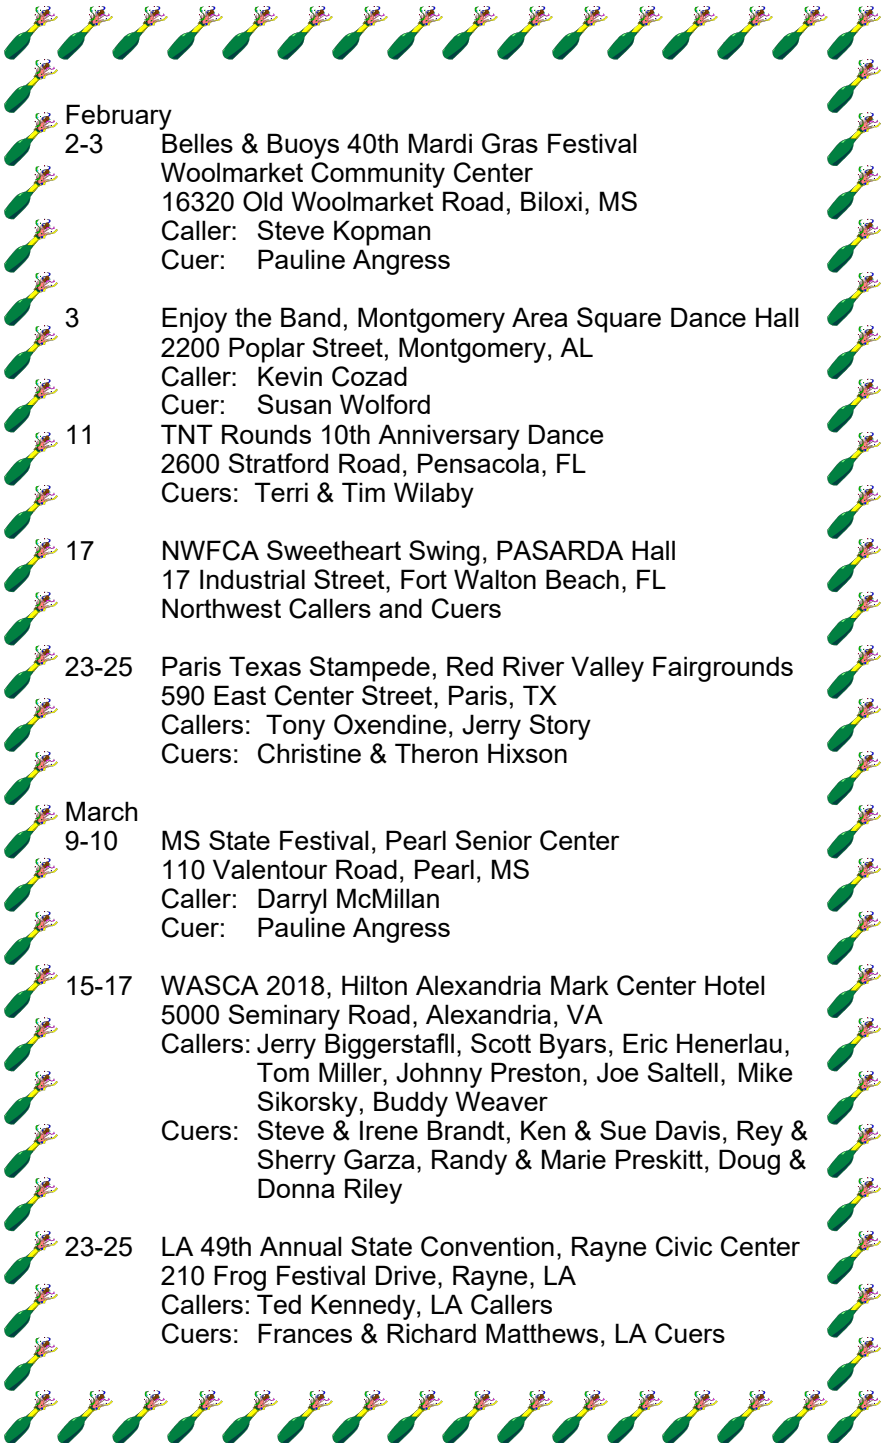 February
2-3 Belles & Buoys 40th Mardi Gras Festival
Woolmarket Community Center
16320 Old Woolmarket Road, Biloxi, MS
Caller: Steve Kopman
Cuer: Pauline Angress
3 Enjoy the Band, Montgomery Area Square Dance Hall
2200 Poplar Street, Montgomery, AL
Caller: Kevin Cozad
Cuer: Susan Wolford
11 TNT Rounds 10th Anniversary Dance
2600 Stratford Road, Pensacola, FL
Cuers: Terri & Tim Wilaby
17 NWFCA Sweetheart Swing, PASARDA Hall
17 Industrial Street, Fort Walton Beach, FL
Northwest Callers and Cuers
23-25 Paris Texas Stampede, Red River Valley Fairgrounds
590 East Center Street, Paris, TX
Callers: Tony Oxendine, Jerry Story
Cuers: Christine & Theron Hixson
March
9-10 MS State Festival, Pearl Senior Center
110 Valentour Road, Pearl, MS
Caller: Darryl McMillan
Cuer: Pauline Angress
15-17 WASCA 2018, Hilton Alexandria Mark Center Hotel
5000 Seminary Road, Alexandria, VA
Callers: Jerry Biggerstafll, Scott Byars, Eric Henerlau,
Tom Miller, Johnny Preston, Joe Saltell, Mike
Sikorsky, Buddy Weaver
Cuers: Steve & Irene Brandt, Ken & Sue Davis, Rey &
Sherry Garza, Randy & Marie Preskitt, Doug &
Donna Riley
23-25 LA 49th Annual State Convention, Rayne Civic Center
210 Frog Festival Drive, Rayne, LA
Callers: Ted Kennedy, LA Callers
Cuers: Frances & Richard Matthews, LA Cuers